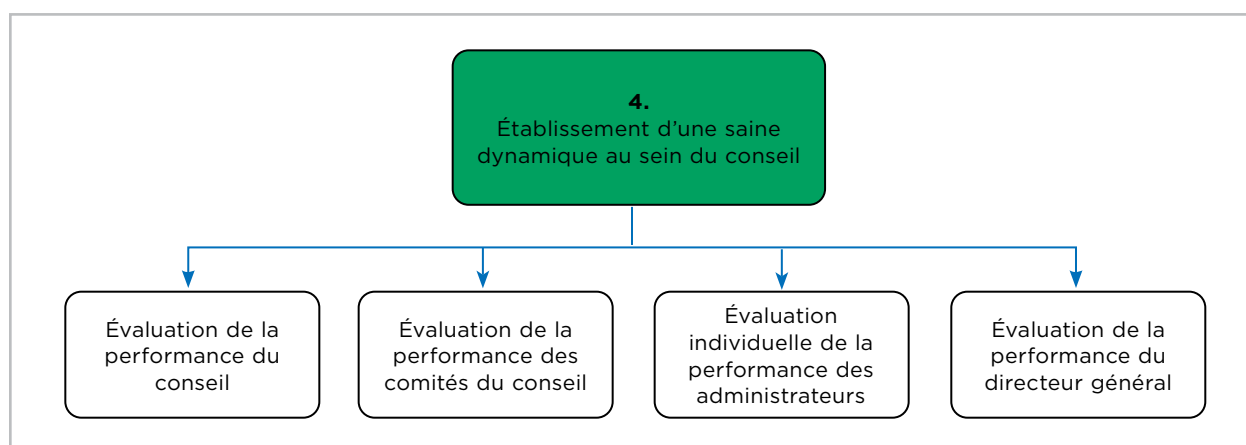 4.
Établissement d’une saine
dynamique au sein du conseil
Évaluation de la
performance du
conseil
Évaluation de la
performance des
comités du conseil
Évaluation
individuelle de la
performance des
administrateurs
Évaluation de la
performance du
directeur général